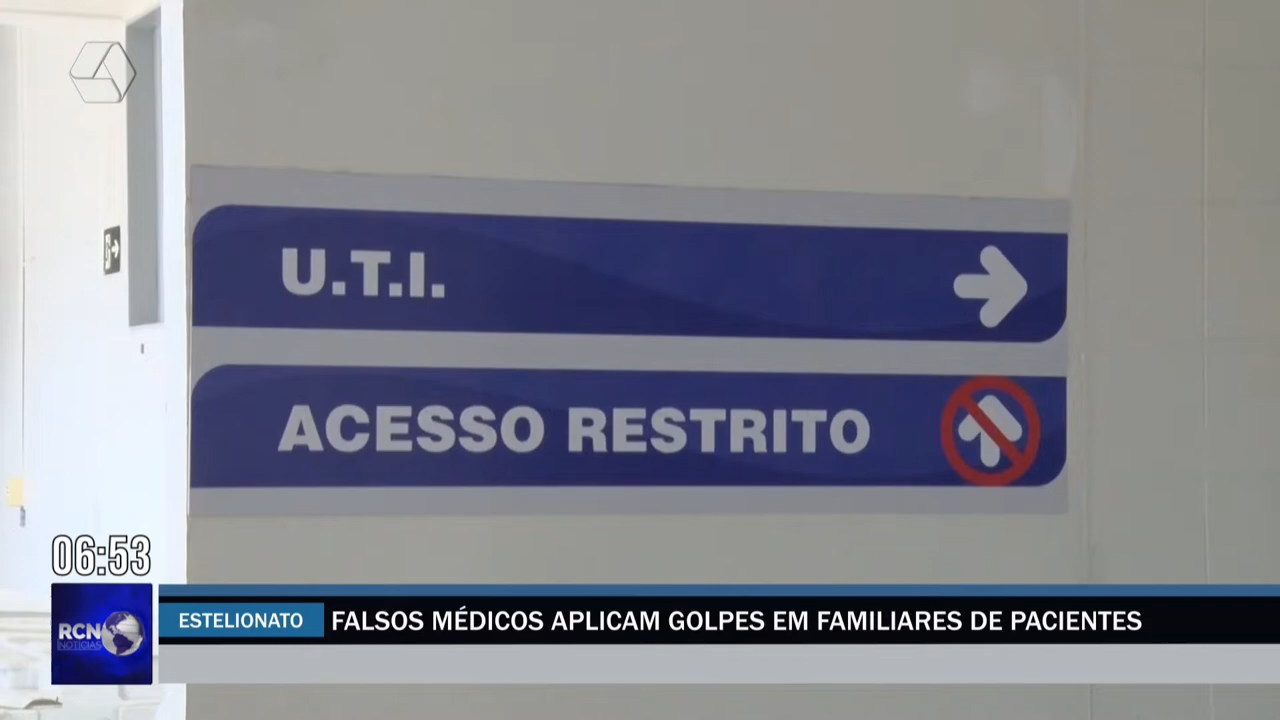 U.T.I.
ACESSO RESTRITO
06:53
RCN
NOTÍCIAS
ESTELIONATO
FALSOS MÉDICOS APLICAM GOLPES EM FAMILIARES DE PACIENTES